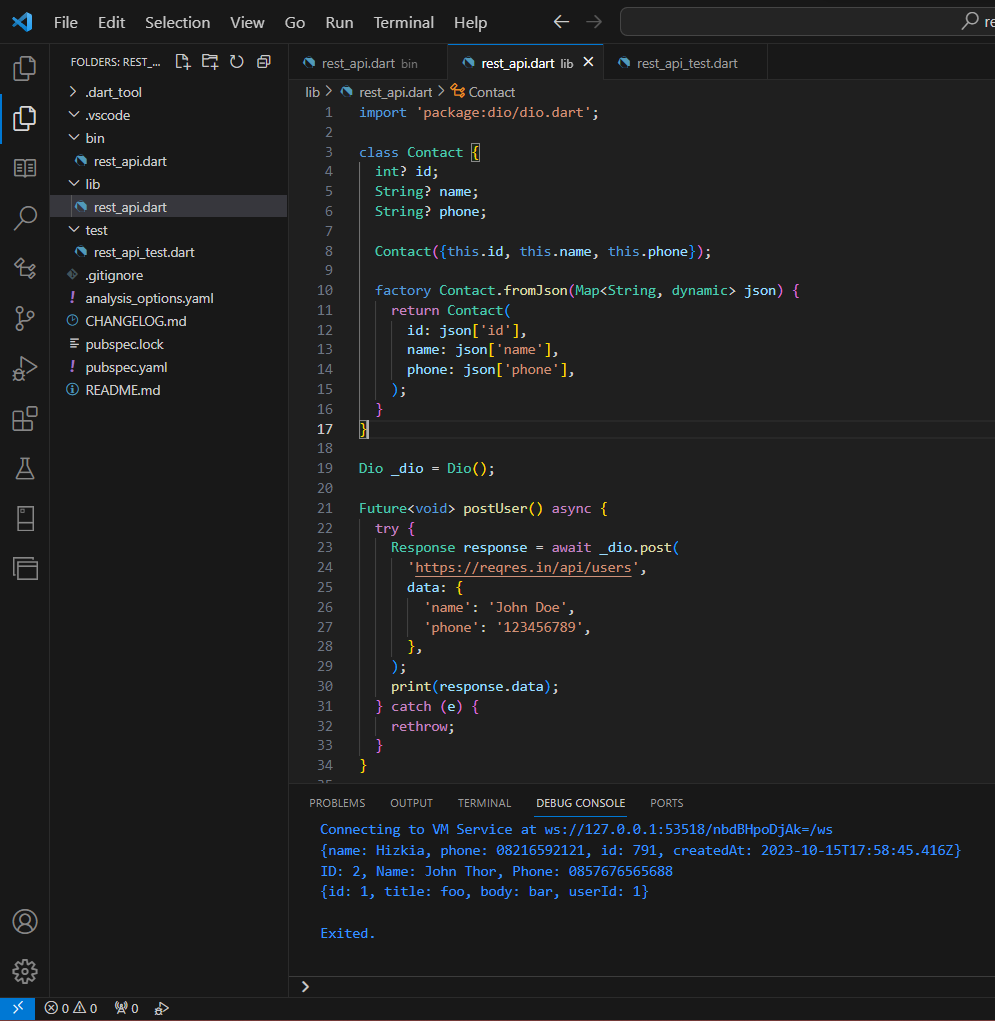 File Edit Selection View Go Run Terminal Help re
FOLDERS: REST_...
.dart_tool
.vscode
bin
rest_api.dart
lib
rest_api.dart
test
rest_api_test.dart
.gitignore
! analysis_options.yaml
CHANGELOG.md
pubspec.lock
! pubspec.yaml
README.md
rest_api.dart bin
rest_api.dart lib
rest_api_test.dart
lib > rest_api.dart > Contact
1 import 'package:dio/dio.dart';
2
3 class Contact {
4   int? id;
5   String? name;
6   String? phone;
7
8   Contact({this.id, this.name, this.phone});
9
10   factory Contact.fromJson(Map<String, dynamic> json) {
11     return Contact(
12       id: json['id'],
13       name: json['name'],
14       phone: json['phone'],
15     );
16   }
17 }
18
19 Dio _dio = Dio();
20
21 Future<void> postUser() async {
22   try {
23     Response response = await _dio.post(
24       'https://reqres.in/api/users',
25       data: {
26         'name': 'John Doe',
27         'phone': '123456789',
28       },
29     );
30     print(response.data);
31   } catch (e) {
32     rethrow;
33   }
34 }
35
PROBLEMS OUTPUT TERMINAL DEBUG CONSOLE PORTS
Connecting to VM Service at ws://127.0.0.1:53518/nbdBHpoDjAk=/ws
{name: Hizkia, phone: 08216592121, id: 791, createdAt: 2023-10-15T17:58:45.416Z}
ID: 2, Name: John Thor, Phone: 0857676565688
{id: 1, title: foo, body: bar, userId: 1}
Exited.
>
0 0 0